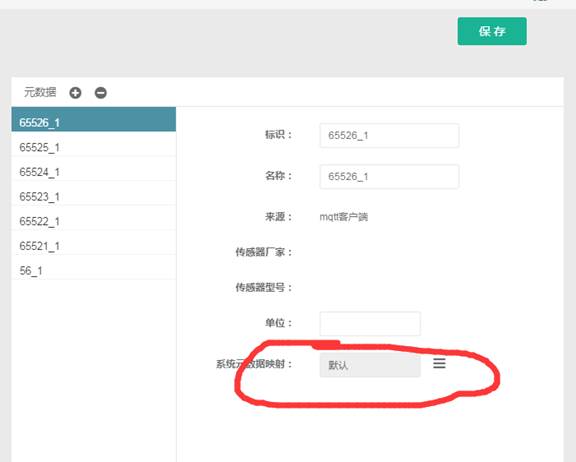 保 存
元数据
65526_1
65525_1
65524_1
65523_1
65522_1
65521_1
56_1
标识： 65526_1
名称： 65526_1
来源： mqtt客户端
传感器厂家：
传感器型号：
单位：
系统元数据映射： 默认